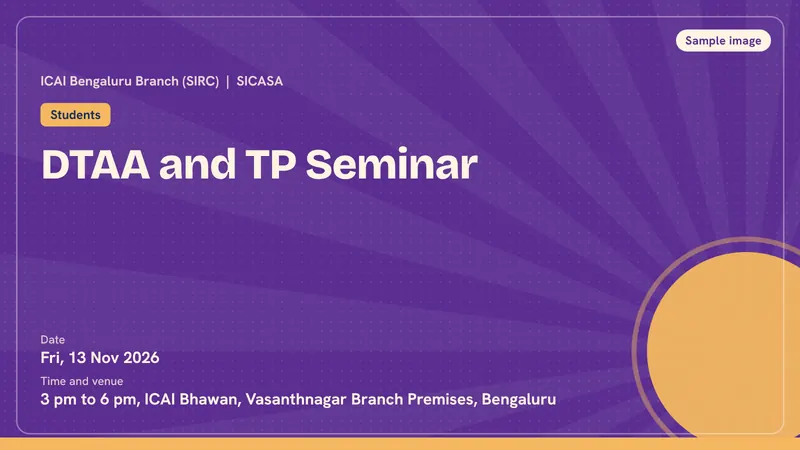 Sample image
ICAI Bengaluru Branch (SIRC) | SICASA
Students
DTAA and TP Seminar
Date
Fri, 13 Nov 2026
Time and venue
3 pm to 6 pm, ICAI Bhawan, Vasanthnagar Branch Premises, Bengaluru